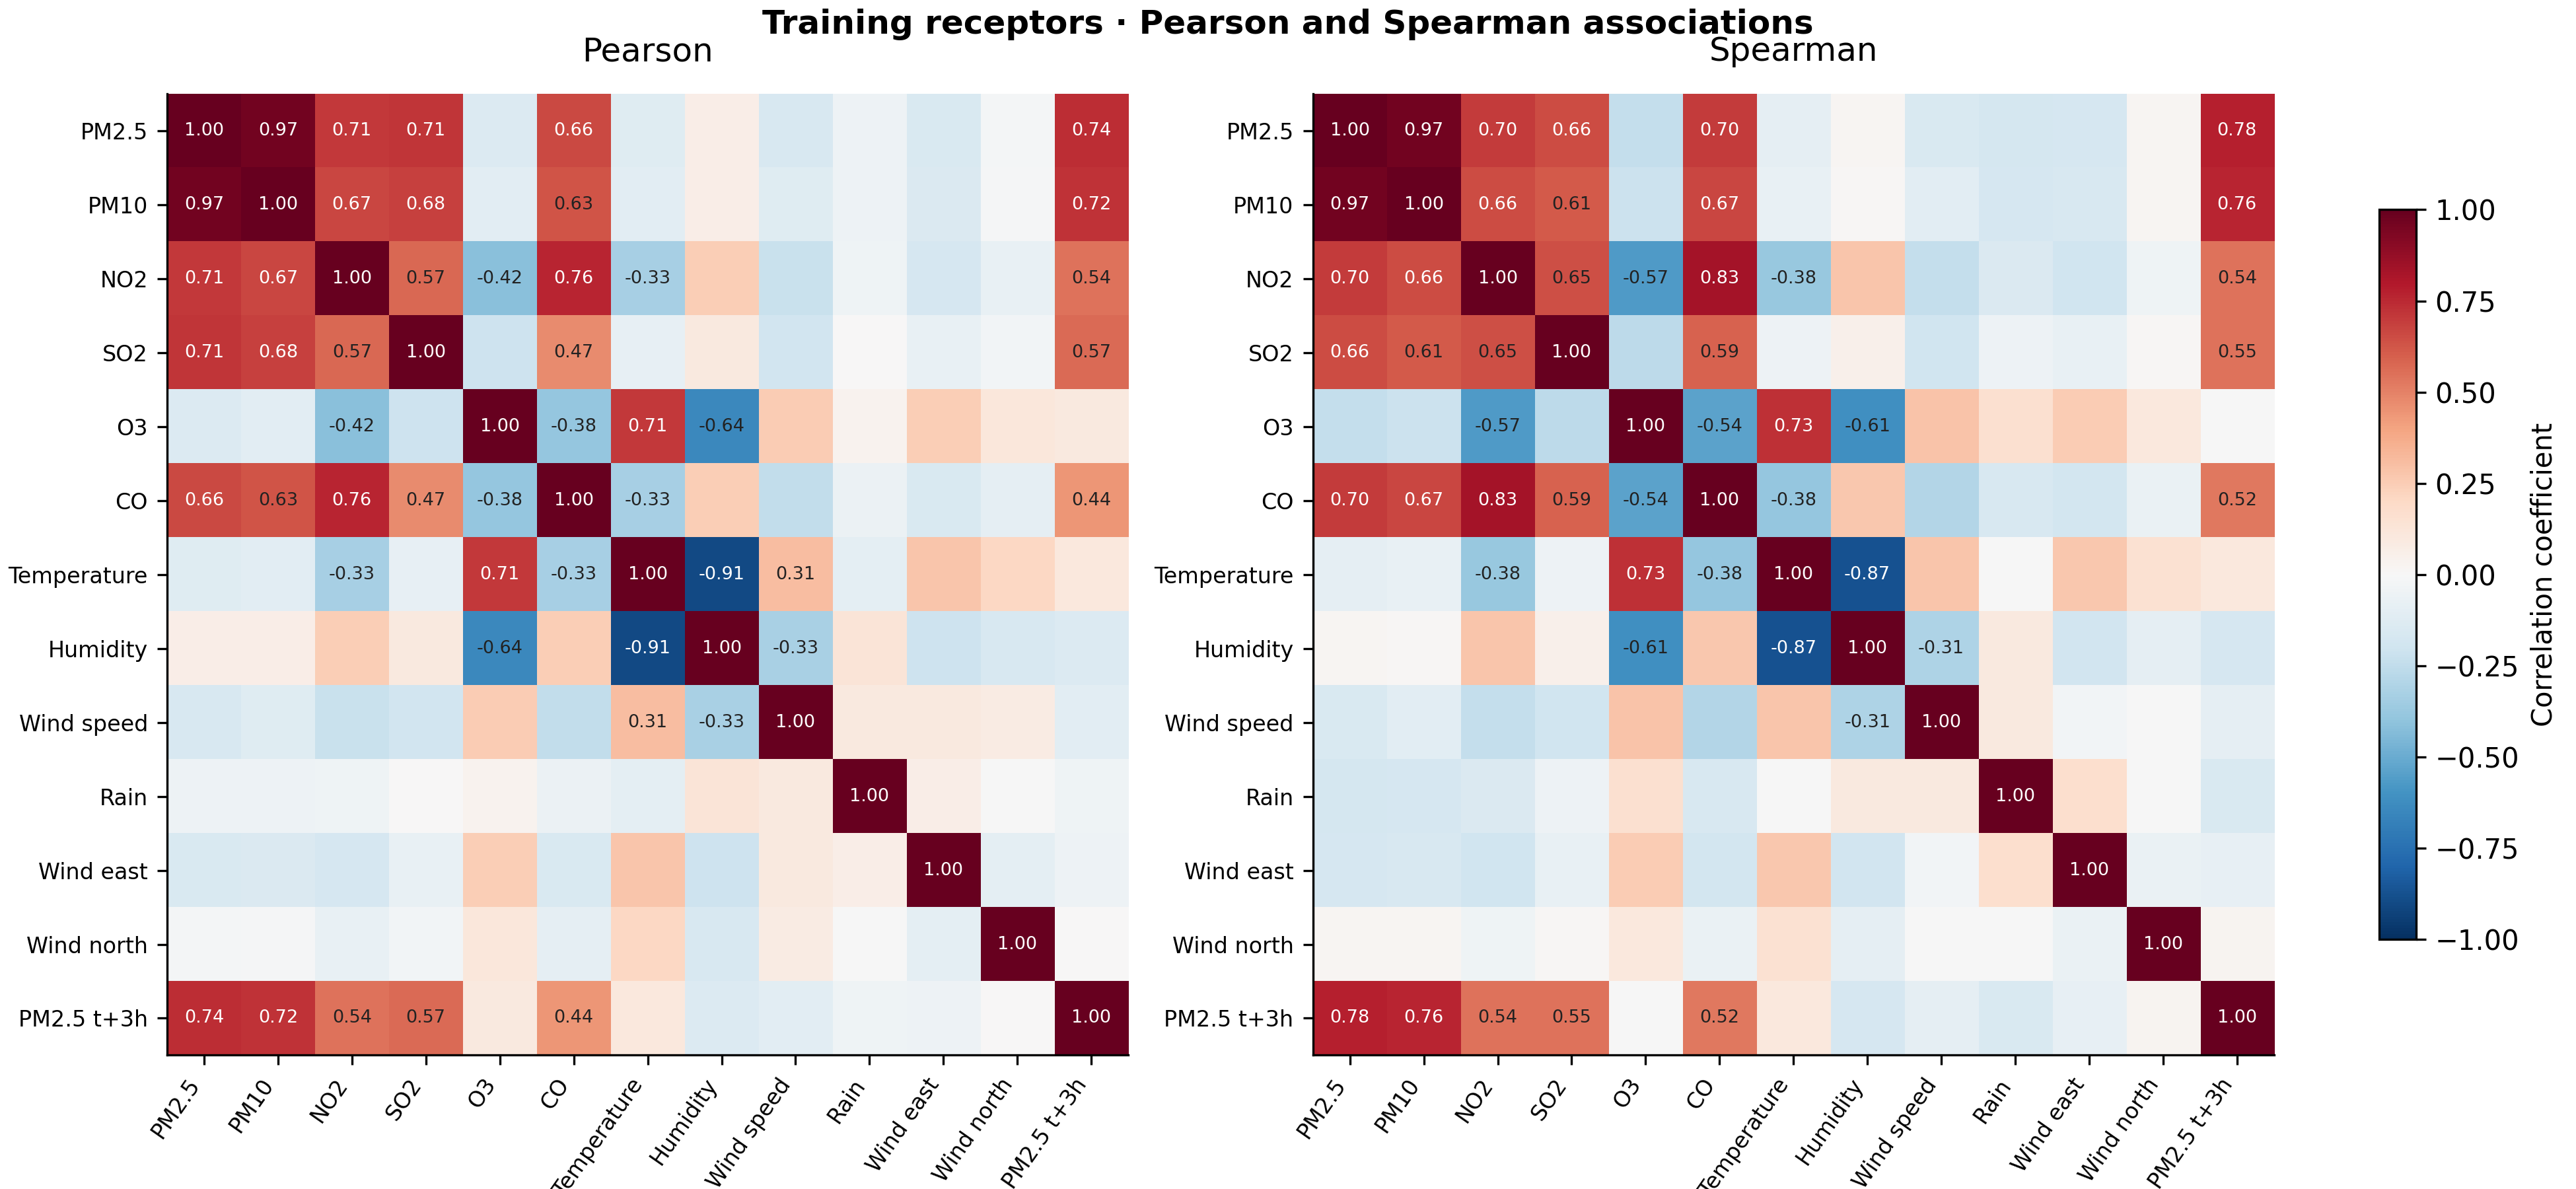 Training receptors · Pearson and Spearman associations
Pearson
PM2.5 1.00 0.97 0.71 0.71 0.66 0.74
PM10 0.97 1.00 0.67 0.68 0.63 0.72
NO2 0.71 0.67 1.00 0.57 -0.42 0.76 -0.33 0.54
SO2 0.71 0.68 0.57 1.00 0.47 0.57
O3 -0.42 1.00 -0.38 0.71 -0.64
CO 0.66 0.63 0.76 0.47 -0.38 1.00 -0.33 0.44
Temperature -0.33 0.71 -0.33 1.00 -0.91 0.31
Humidity -0.64 -0.91 1.00 -0.33
Wind speed 0.31 -0.33 1.00
Rain 1.00
Wind east 1.00
Wind north 1.00
PM2.5 t+3h 0.74 0.72 0.54 0.57 0.44 1.00
PM2.5 PM10 NO2 SO2 O3 CO Temperature Humidity Wind speed Rain Wind east Wind north PM2.5 t+3h
Spearman
PM2.5 1.00 0.97 0.70 0.66 0.70 0.78
PM10 0.97 1.00 0.66 0.61 0.67 0.76
NO2 0.70 0.66 1.00 0.65 -0.57 0.83 -0.38 0.54
SO2 0.66 0.61 0.65 1.00 0.59 0.55
O3 -0.57 1.00 -0.54 0.73 -0.61
CO 0.70 0.67 0.83 0.59 -0.54 1.00 -0.38 0.52
Temperature -0.38 0.73 -0.38 1.00 -0.87
Humidity -0.61 -0.87 1.00 -0.31
Wind speed -0.31 1.00
Rain 1.00
Wind east 1.00
Wind north 1.00
PM2.5 t+3h 0.78 0.76 0.54 0.55 0.52 1.00
PM2.5 PM10 NO2 SO2 O3 CO Temperature Humidity Wind speed Rain Wind east Wind north PM2.5 t+3h
1.00
0.75
0.50
0.25
0.00
−0.25
−0.50
−0.75
−1.00
Correlation coefficient